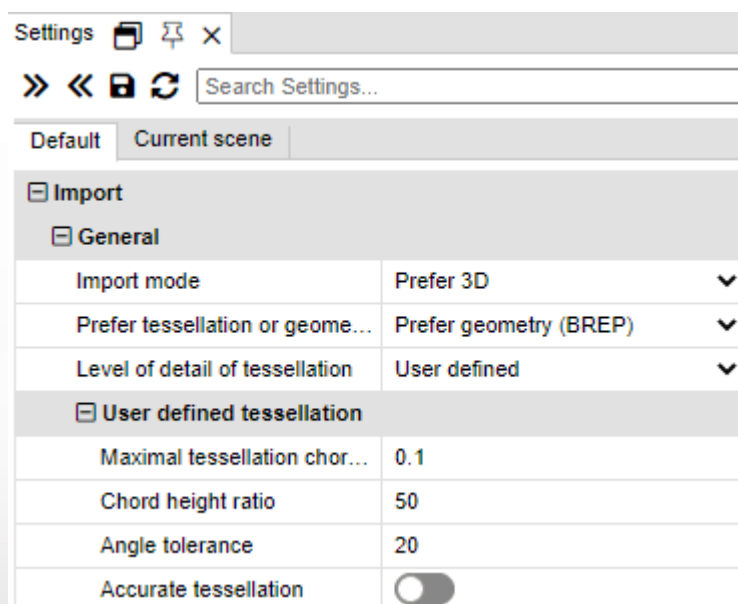 Settings
Search Settings...
Default Current scene
Import
General
Import mode Prefer 3D
Prefer tessellation or geome... Prefer geometry (BREP)
Level of detail of tessellation User defined
User defined tessellation
Maximal tessellation chor... 0.1
Chord height ratio 50
Angle tolerance 20
Accurate tessellation